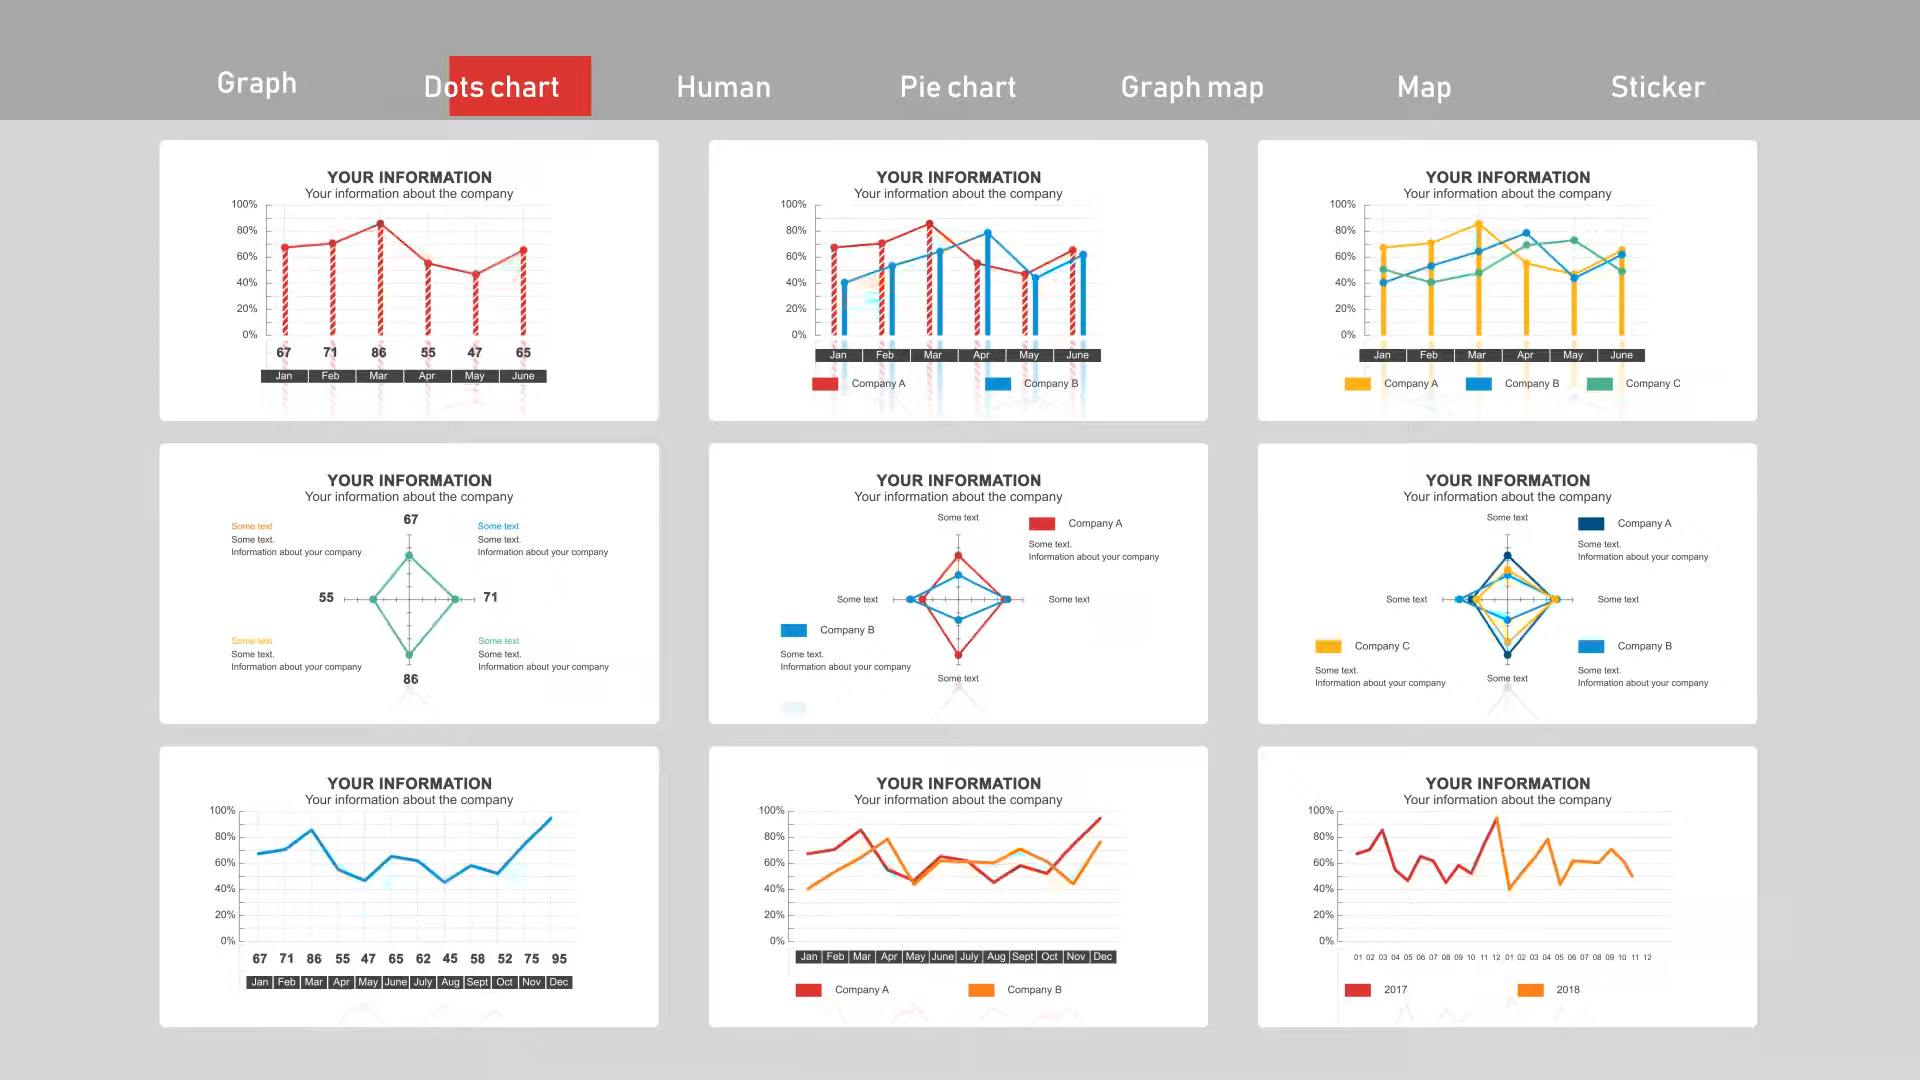 Graph Dots chart Human Pie chart Graph map Map Sticker
YOUR INFORMATION
Your information about the company
100%
80%
60%
40%
20%
0%
67 71 86 55 47 65
Jan Feb Mar Apr May June
YOUR INFORMATION
Your information about the company
100%
80%
60%
40%
20%
0%
Jan Feb Mar Apr May June
Company A Company B
YOUR INFORMATION
Your information about the company
100%
80%
60%
40%
20%
0%
Jan Feb Mar Apr May June
Company A Company B Company C
YOUR INFORMATION
Your information about the company
67
Some text
Some text.
Information about your company
Some text
Some text.
Information about your company
55 71
Some text
Some text.
Information about your company
Some text
Some text.
Information about your company
86
YOUR INFORMATION
Your information about the company
Some text
Company A
Some text.
Information about your company
Some text Some text
Company B
Some text.
Information about your company
Some text
YOUR INFORMATION
Your information about the company
Some text
Company A
Some text.
Information about your company
Some text Some text
Company C
Some text.
Information about your company
Company B
Some text.
Information about your company
Some text
YOUR INFORMATION
Your information about the company
100%
80%
60%
40%
20%
0%
67 71 86 55 47 65 62 45 58 52 75 95
Jan Feb Mar Apr May June July Aug Sept Oct Nov Dec
YOUR INFORMATION
Your information about the company
100%
80%
60%
40%
20%
0%
Jan Feb Mar Apr May June July Aug Sept Oct Nov Dec
Company A Company B
YOUR INFORMATION
Your information about the company
100%
80%
60%
40%
20%
0%
01 02 03 04 05 06 07 08 09 10 11 12 01 02 03 04 05 06 07 08 09 10 11 12
2017 2018